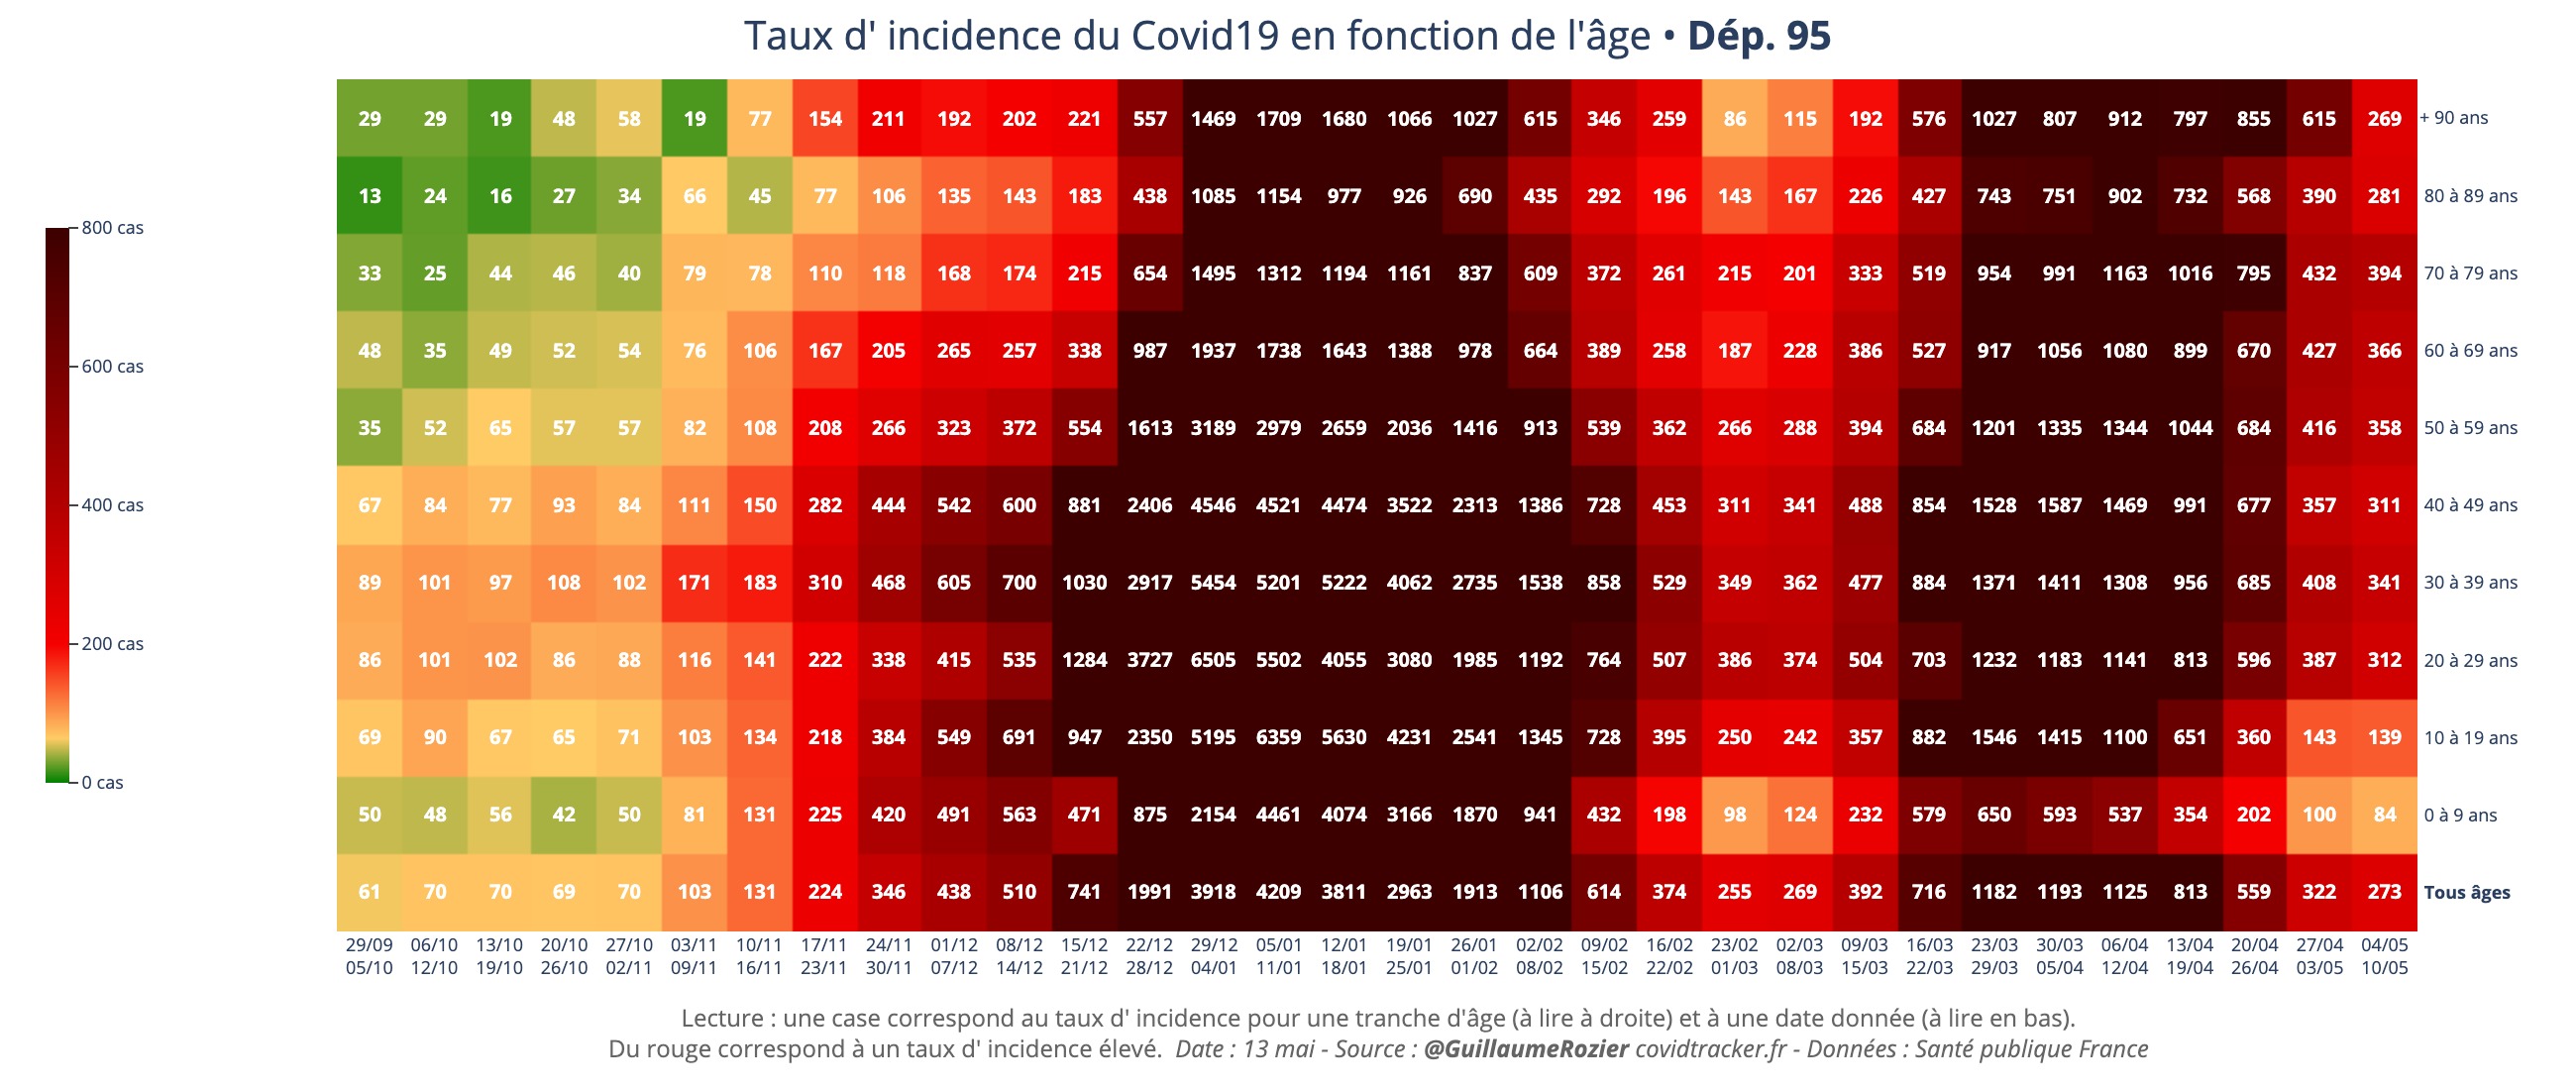 Taux d' incidence du Covid19 en fonction de l'âge • Dép. 95
800 cas
600 cas
400 cas
200 cas
0 cas
29 29 19 48 58 19 77 154 211 192 202 221 557 1469 1709 1680 1066 1027 615 346 259 86 115 192 576 1027 807 912 797 855 615 269 + 90 ans
13 24 16 27 34 66 45 77 106 135 143 183 438 1085 1154 977 926 690 435 292 196 143 167 226 427 743 751 902 732 568 390 281 80 à 89 ans
33 25 44 46 40 79 78 110 118 168 174 215 654 1495 1312 1194 1161 837 609 372 261 215 201 333 519 954 991 1163 1016 795 432 394 70 à 79 ans
48 35 49 52 54 76 106 167 205 265 257 338 987 1937 1738 1643 1388 978 664 389 258 187 228 386 527 917 1056 1080 899 670 427 366 60 à 69 ans
35 52 65 57 57 82 108 208 266 323 372 554 1613 3189 2979 2659 2036 1416 913 539 362 266 288 394 684 1201 1335 1344 1044 684 416 358 50 à 59 ans
67 84 77 93 84 111 150 282 444 542 600 881 2406 4546 4521 4474 3522 2313 1386 728 453 311 341 488 854 1528 1587 1469 991 677 357 311 40 à 49 ans
89 101 97 108 102 171 183 310 468 605 700 1030 2917 5454 5201 5222 4062 2735 1538 858 529 349 362 477 884 1371 1411 1308 956 685 408 341 30 à 39 ans
86 101 102 86 88 116 141 222 338 415 535 1284 3727 6505 5502 4055 3080 1985 1192 764 507 386 374 504 703 1232 1183 1141 813 596 387 312 20 à 29 ans
69 90 67 65 71 103 134 218 384 549 691 947 2350 5195 6359 5630 4231 2541 1345 728 395 250 242 357 882 1546 1415 1100 651 360 143 139 10 à 19 ans
50 48 56 42 50 81 131 225 420 491 563 471 875 2154 4461 4074 3166 1870 941 432 198 98 124 232 579 650 593 537 354 202 100 84 0 à 9 ans
61 70 70 69 70 103 131 224 346 438 510 741 1991 3918 4209 3811 2963 1913 1106 614 374 255 269 392 716 1182 1193 1125 813 559 322 273 Tous âges
29/09 06/10 13/10 20/10 27/10 03/11 10/11 17/11 24/11 01/12 08/12 15/12 22/12 29/12 05/01 12/01 19/01 26/01 02/02 09/02 16/02 23/02 02/03 09/03 16/03 23/03 30/03 06/04 13/04 20/04 27/04 04/05
05/10 12/10 19/10 26/10 02/11 09/11 16/11 23/11 30/11 07/12 14/12 21/12 28/12 04/01 11/01 18/01 25/01 01/02 08/02 15/02 22/02 01/03 08/03 15/03 22/03 29/03 05/04 12/04 19/04 26/04 03/05 10/05
Lecture : une case correspond au taux d' incidence pour une tranche d'âge (à lire à droite) et à une date donnée (à lire en bas).
Du rouge correspond à un taux d' incidence élevé. Date : 13 mai - Source : @GuillaumeRozier covidtracker.fr - Données : Santé publique France